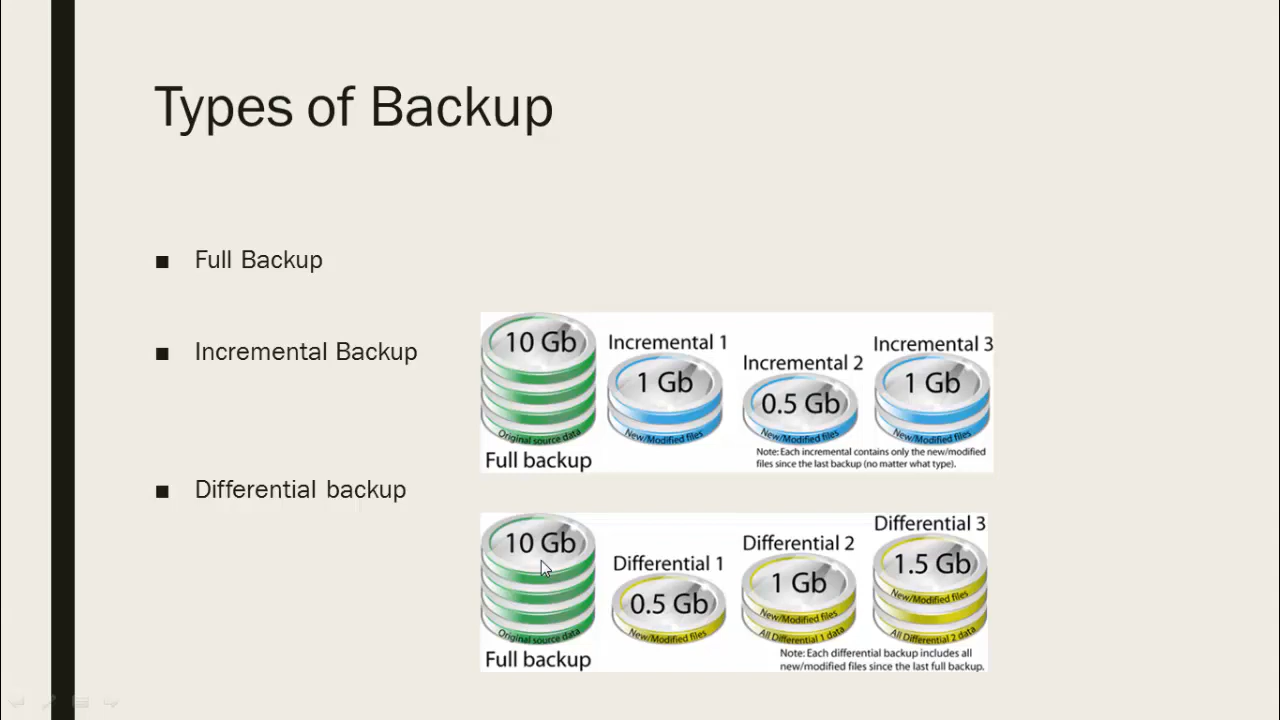 Types of Backup
Full Backup
Incremental Backup
Differential backup
10 Gb
Original source data
Full backup
Incremental 1
1 Gb
New/Modified files
Incremental 2
0.5 Gb
New/Modified files
Incremental 3
1 Gb
New/Modified files
Note: Each incremental contains only the new/modified
files since the last backup (no matter what type).
10 Gb
Original source data
Full backup
Differential 1
0.5 Gb
New/Modified files
Differential 2
1 Gb
New/Modified files
All Differential 1 data
Differential 3
1.5 Gb
New/Modified files
All Differential 2 data
Note: Each differential backup includes all
new/modified files since the last full backup.